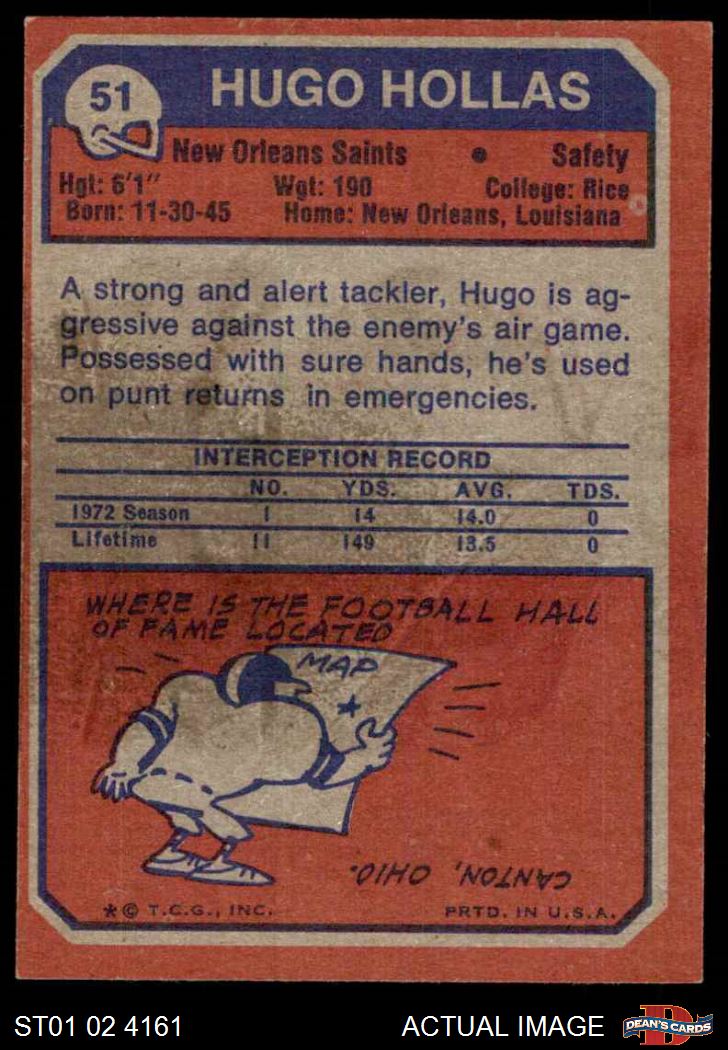 51
HUGO HOLLAS
New Orleans Saints • Safety
Hgt: 6'1" Wgt: 190 College: Rice
Born: 11-30-45 Home: New Orleans, Louisiana
A strong and alert tackler, Hugo is ag-
gressive against the enemy's air game.
Possessed with sure hands, he's used
on punt returns in emergencies.
INTERCEPTION RECORD
NO. YDS. AVG. TDS.
1972 Season 1 14 14.0 0
Lifetime 11 149 13.5 0
WHERE IS THE FOOTBALL HALL
OF FAME LOCATED
MAP
CANTON, OHIO.
*© T.C.G., INC. PRTD. IN U.S.A.
ST01 02 4161 ACTUAL IMAGE
D
DEAN'S CARDS